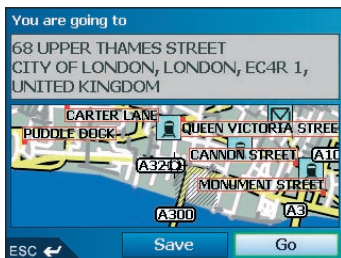 You are going to
68 UPPER THAMES STREET
CITY OF LONDON, LONDON, EC4R 1,
UNITED KINGDOM
CARTER LANE
PUDDLE DOCK
QUEEN VICTORIA STREE
CANNON STREET
A10
A3212
MONUMENT STREET
A300
A3
ESC
Save
Go